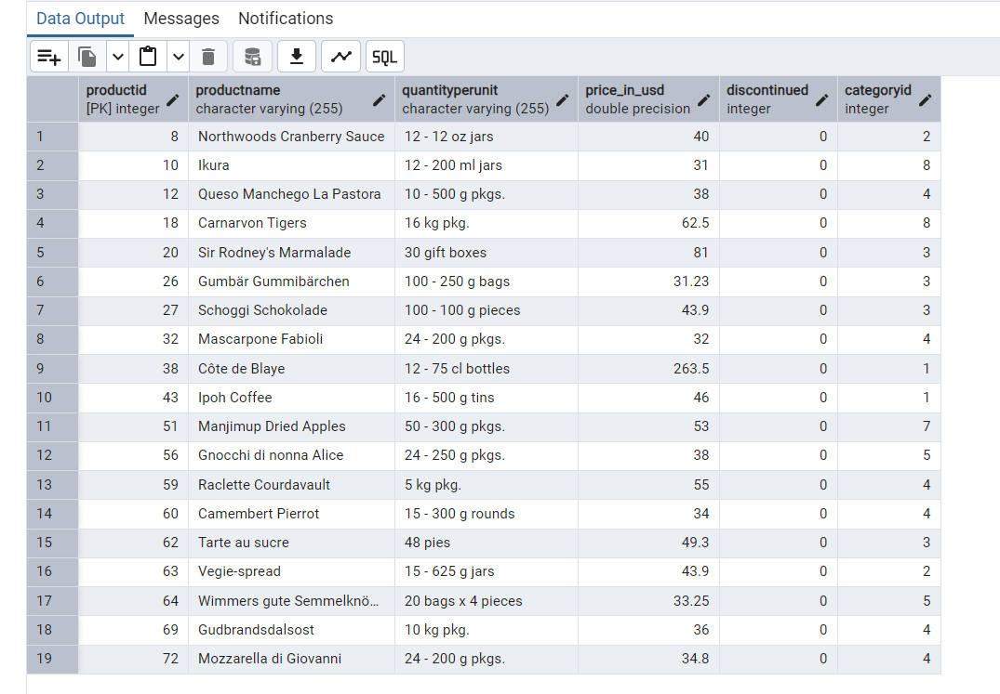 Data Output Messages Notifications
SQL
productid productname quantityperunit price_in_usd discontinued categoryid
[PK] integer character varying (255) character varying (255) double precision integer integer
1 8 Northwoods Cranberry Sauce 12 - 12 oz jars 40 0 2
2 10 Ikura 12 - 200 ml jars 31 0 8
3 12 Queso Manchego La Pastora 10 - 500 g pkgs. 38 0 4
4 18 Carnarvon Tigers 16 kg pkg. 62.5 0 8
5 20 Sir Rodney's Marmalade 30 gift boxes 81 0 3
6 26 Gumbär Gummibärchen 100 - 250 g bags 31.23 0 3
7 27 Schoggi Schokolade 100 - 100 g pieces 43.9 0 3
8 32 Mascarpone Fabioli 24 - 200 g pkgs. 32 0 4
9 38 Côte de Blaye 12 - 75 cl bottles 263.5 0 1
10 43 Ipoh Coffee 16 - 500 g tins 46 0 1
11 51 Manjimup Dried Apples 50 - 300 g pkgs. 53 0 7
12 56 Gnocchi di nonna Alice 24 - 250 g pkgs. 38 0 5
13 59 Raclette Courdavault 5 kg pkg. 55 0 4
14 60 Camembert Pierrot 15 - 300 g rounds 34 0 4
15 62 Tarte au sucre 48 pies 49.3 0 3
16 63 Vegie-spread 15 - 625 g jars 43.9 0 2
17 64 Wimmers gute Semmelknö... 20 bags x 4 pieces 33.25 0 5
18 69 Gudbrandsdalsost 10 kg pkg. 36 0 4
19 72 Mozzarella di Giovanni 24 - 200 g pkgs. 34.8 0 4